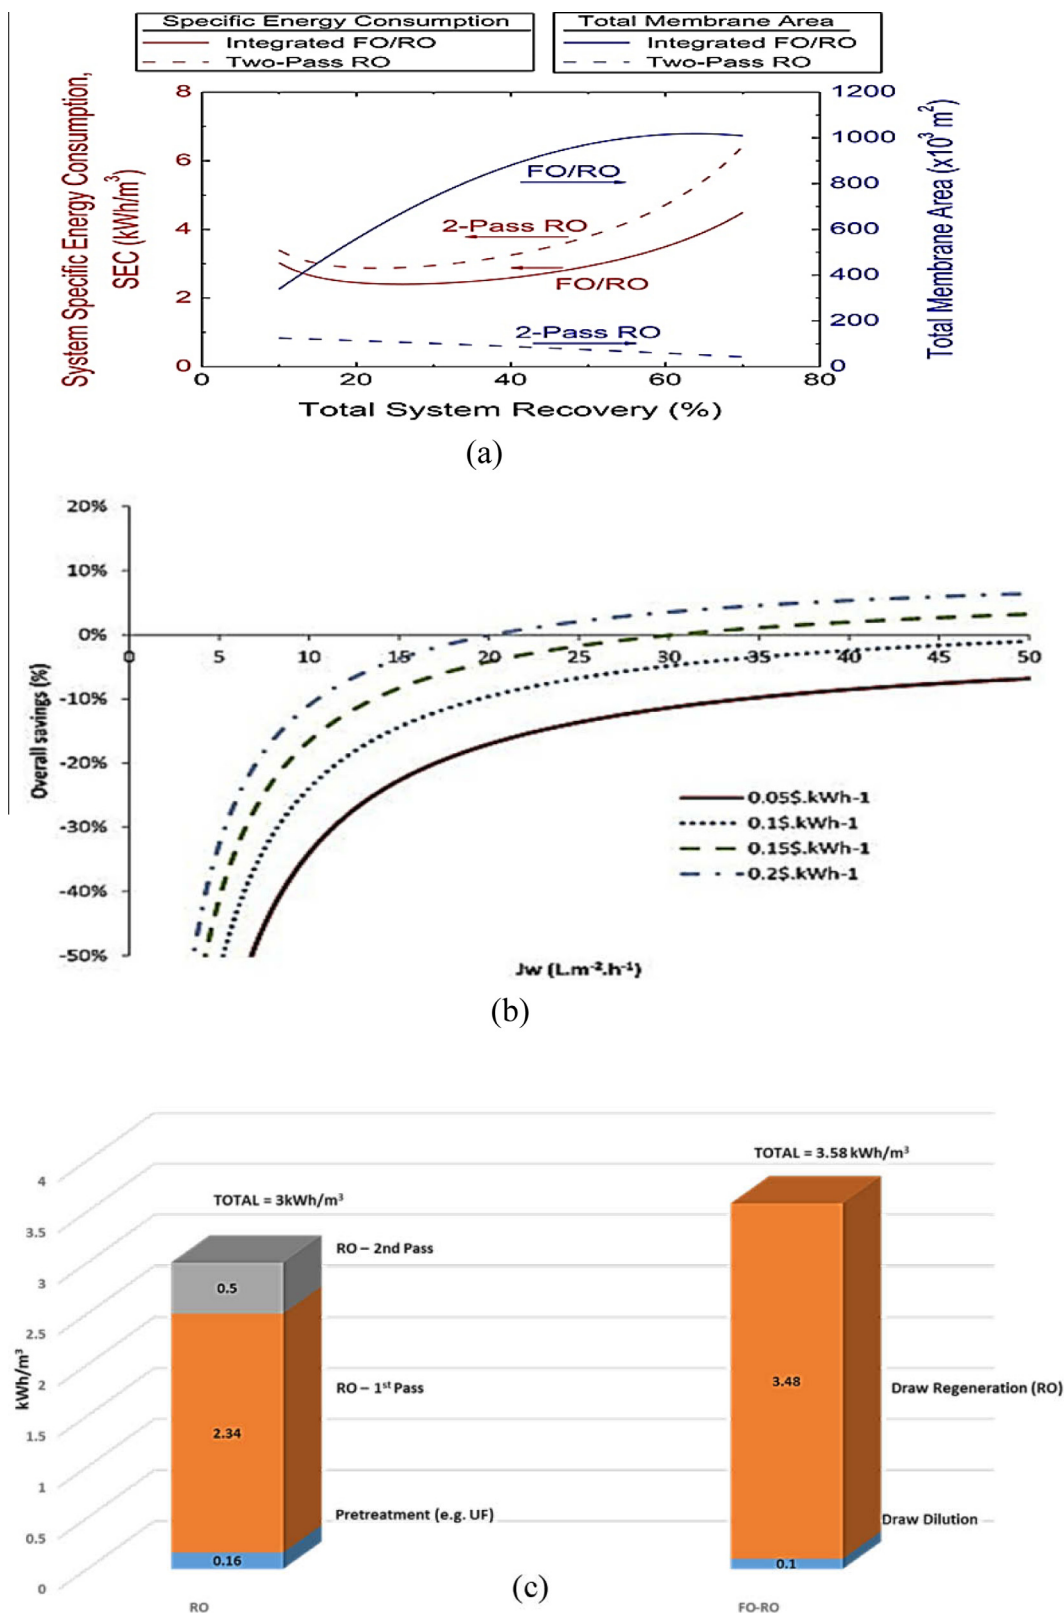 Specific Energy Consumption
Integrated FO/RO
Two-Pass RO
Total Membrane Area
Integrated FO/RO
Two-Pass RO
System Specific Energy Consumption,
SEC (kWh/m³)
8
6
4
2
0
FO/RO
2-Pass RO
FO/RO
2-Pass RO
1200
1000
800
600
400
200
0
Total Membrane Area (x10³ m²)
0 20 40 60 80
Total System Recovery (%)
(a)
Overall savings (%)
20%
10%
0%
-10%
-20%
-30%
-40%
-50%
0 5 10 15 20 25 30 35 40 45 50
0.05$.kWh-1
0.1$.kWh-1
0.15$.kWh-1
0.2$.kWh-1
Jw (L.m⁻².h⁻¹)
(b)
kWh/m³
4
3.5
3
2.5
2
1.5
1
0.5
0
TOTAL = 3kWh/m³
RO – 2nd Pass
0.5
RO – 1st Pass
2.34
Pretreatment (e.g. UF)
0.16
RO
TOTAL = 3.58 kWh/m³
3.48
Draw Regeneration (RO)
Draw Dilution
0.1
FO-RO
(c)